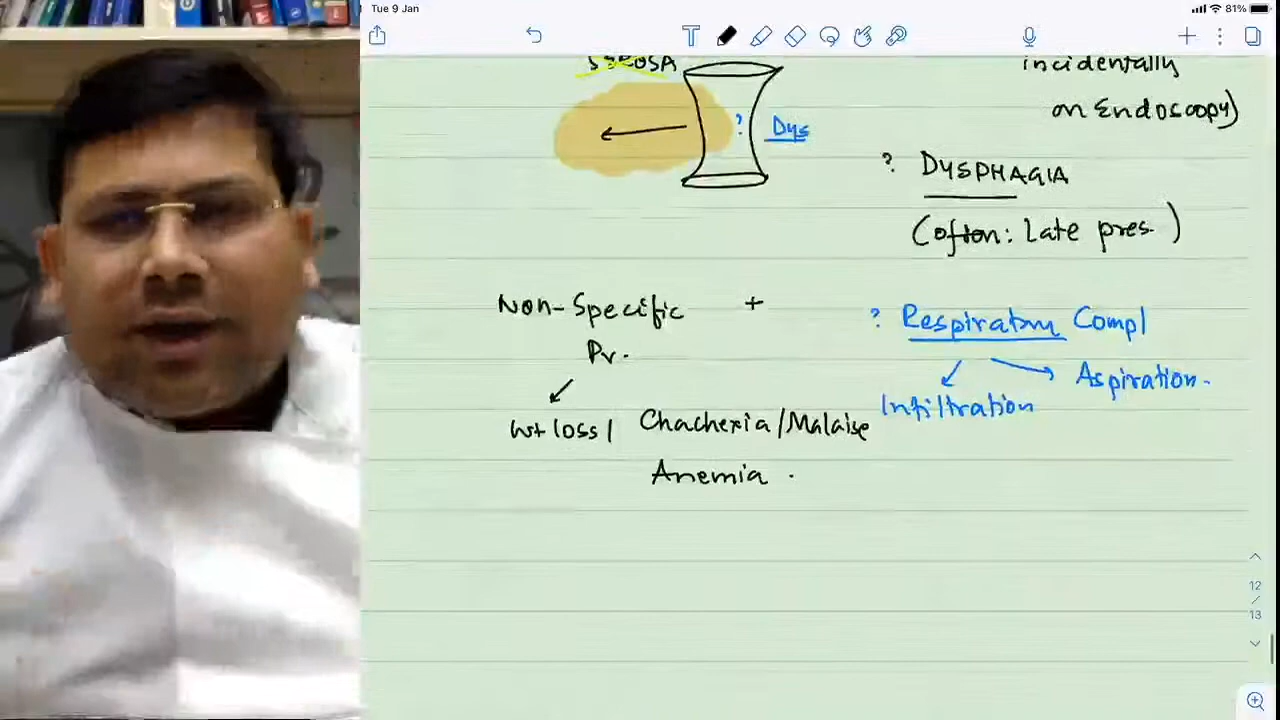 Tue 9 Jan
81%
SEROSA
incidentally
on Endoscopy)
? Dys
? DYSPHAGIA
(often: Late pres.)
Non-Specific +
Pr.
? Respiratory Compl
Aspiration.
Infiltration
wt loss / Chachexia/Malaise
Anemia.
12
13